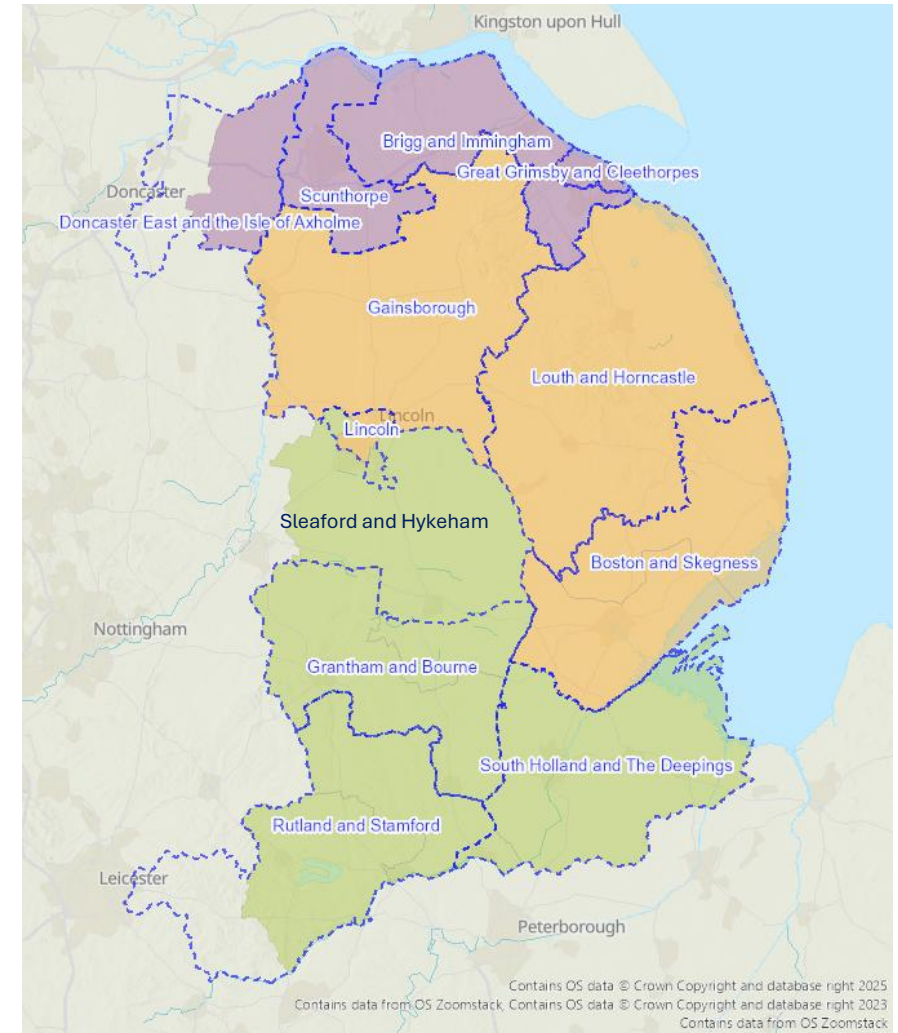 Kingston upon Hull
Brigg and Immingham
Great Grimsby and Cleethorpes
Doncaster
Scunthorpe
Doncaster East and the Isle of Axholme
Gainsborough
Louth and Horncastle
Lincoln
Lincoln
Sleaford and Hykeham
Boston and Skegness
Nottingham
Grantham and Bourne
South Holland and The Deepings
Rutland and Stamford
Leicester
Peterborough
Contains OS data © Crown Copyright and database right 2025
Contains data from OS Zoomstack, Contains OS data © Crown Copyright and database right 2023
Contains data from OS Zoomstack